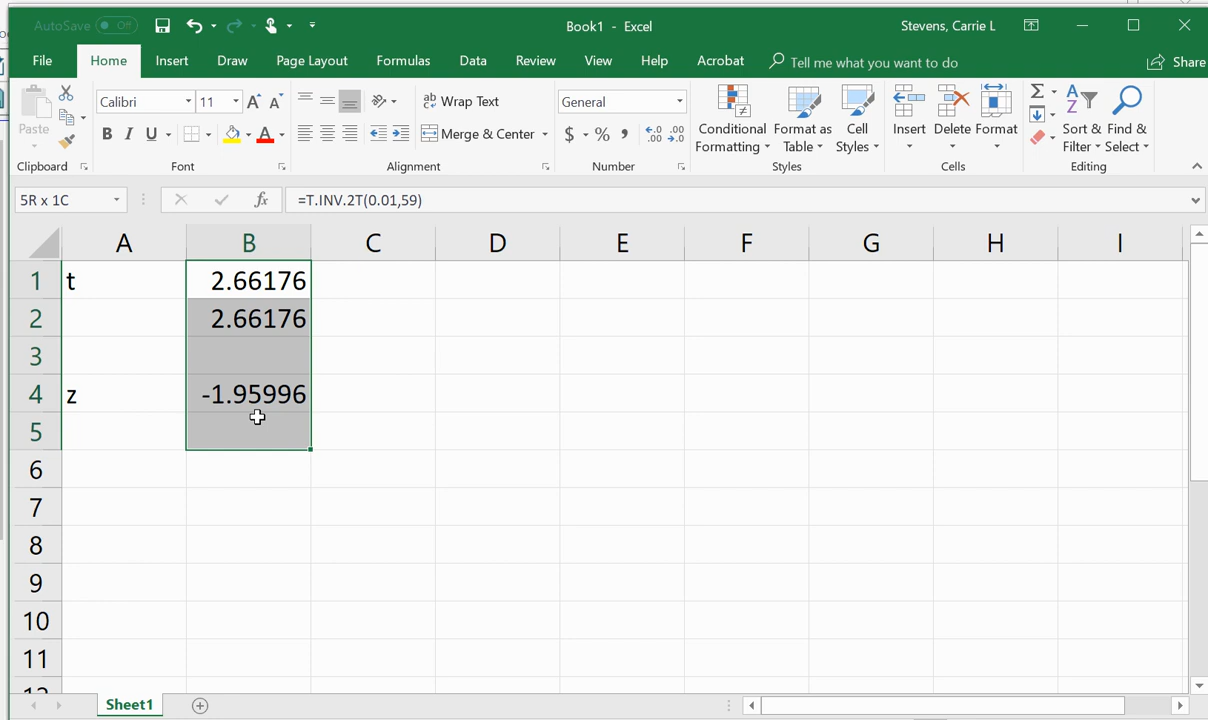 AutoSave Off Book1 - Excel Stevens, Carrie L
File Home Insert Draw Page Layout Formulas Data Review View Help Acrobat Tell me what you want to do Share
Paste Calibri 11 Wrap Text General Conditional Formatting Format as Table Cell Styles Insert Delete Format Sort & Filter Find & Select
B I U A Merge & Center $ % ,
Clipboard Font Alignment Number Styles Cells Editing
5R x 1C fx =T.INV.2T(0.01,59)
A B C D E F G H I
1 t 2.66176
2 2.66176
3
4 z -1.95996
5
6
7
8
9
10
11
Sheet1